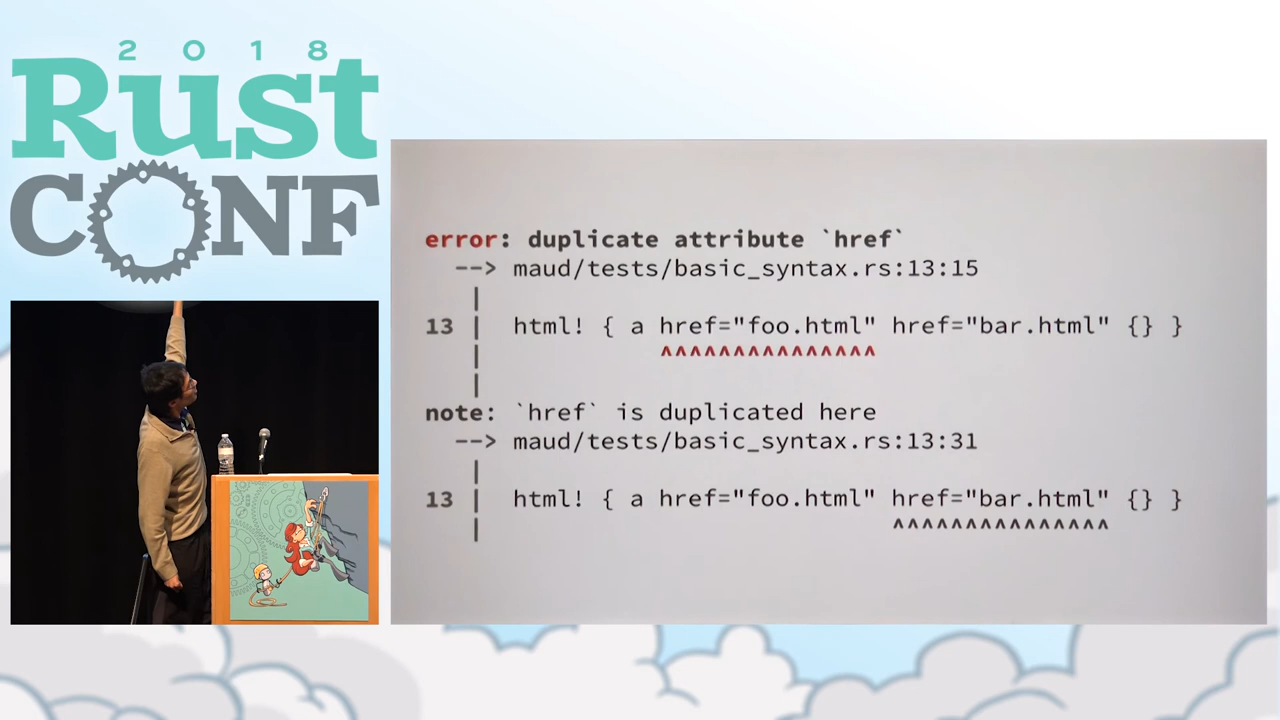 2018
Rust
CONF
error: duplicate attribute `href`
--> maud/tests/basic_syntax.rs:13:15
|
13 | html! { a href="foo.html" href="bar.html" {} }
| ^^^^^^^^^^^^^^^
|
note: `href` is duplicated here
--> maud/tests/basic_syntax.rs:13:31
|
13 | html! { a href="foo.html" href="bar.html" {} }
| ^^^^^^^^^^^^^^^